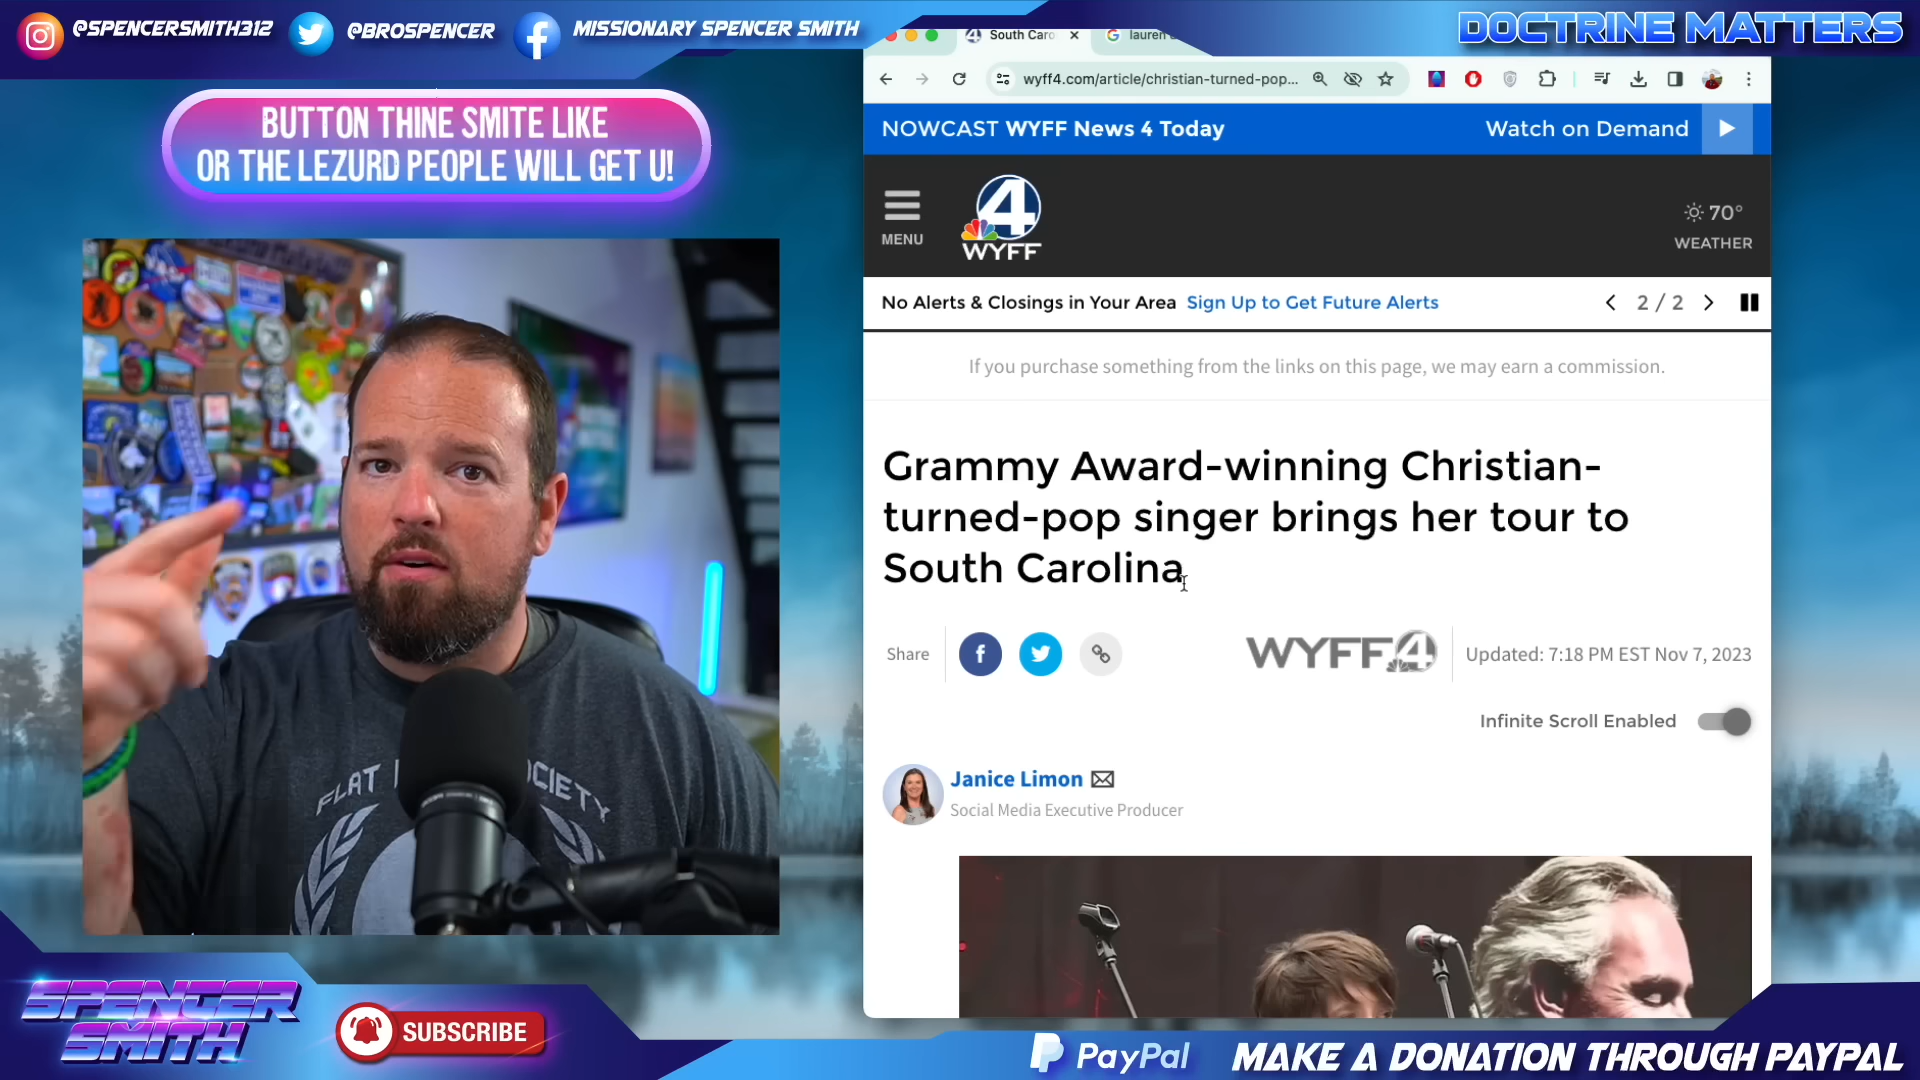 @SPENCERSMITH312
@BROSPENCER
MISSIONARY SPENCER SMITH
DOCTRINE MATTERS
BUTTON THINE SMITE LIKE
OR THE LEZURD PEOPLE WILL GET U!
FLAT
SOCIETY
SPENCER
SMITH
SUBSCRIBE
South Caro
lauren
wyff4.com/article/christian-turned-pop...
NOWCAST WYFF News 4 Today
Watch on Demand
MENU
4
WYFF
70°
WEATHER
No Alerts & Closings in Your Area Sign Up to Get Future Alerts
2 / 2
If you purchase something from the links on this page, we may earn a commission.
Grammy Award-winning Christian-
turned-pop singer brings her tour to
South Carolina
Share
WYFF4
Updated: 7:18 PM EST Nov 7, 2023
Infinite Scroll Enabled
Janice Limon
Social Media Executive Producer
PayPal
MAKE A DONATION THROUGH PAYPAL